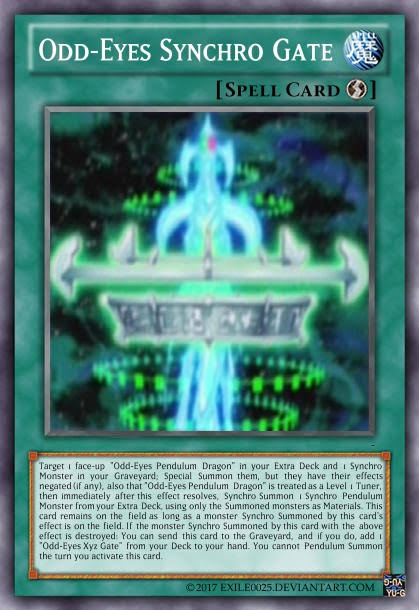 ODD-EYES SYNCHRO GATE
[SPELL CARD]
Target 1 face-up "Odd-Eyes Pendulum Dragon" in your Extra Deck and 1 Synchro
Monster in your Graveyard; Special Summon them, but they have their effect
negated (if any), also that "Odd-Eyes Pendulum Dragon" is treated as a Level 1 Tuner,
then immediately after this effect resolves, Synchro Summon 1 Synchro Pendulum
Monster from your Extra Deck, using only the Summoned monsters as Materials. This
card remains on the field as long as a monster Synchro Summoned by this card's
effect is on the field. If the monster Synchro Summoned by this card with the above
effect is destroyed: You can send this card to the Graveyard, and if you do, add 1
"Odd-Eyes Xyz Gate" from your Deck to your hand. You cannot Pendulum Summon
the turn you activate this card.
©2017 EXILE0025.DEVIANTART.COM